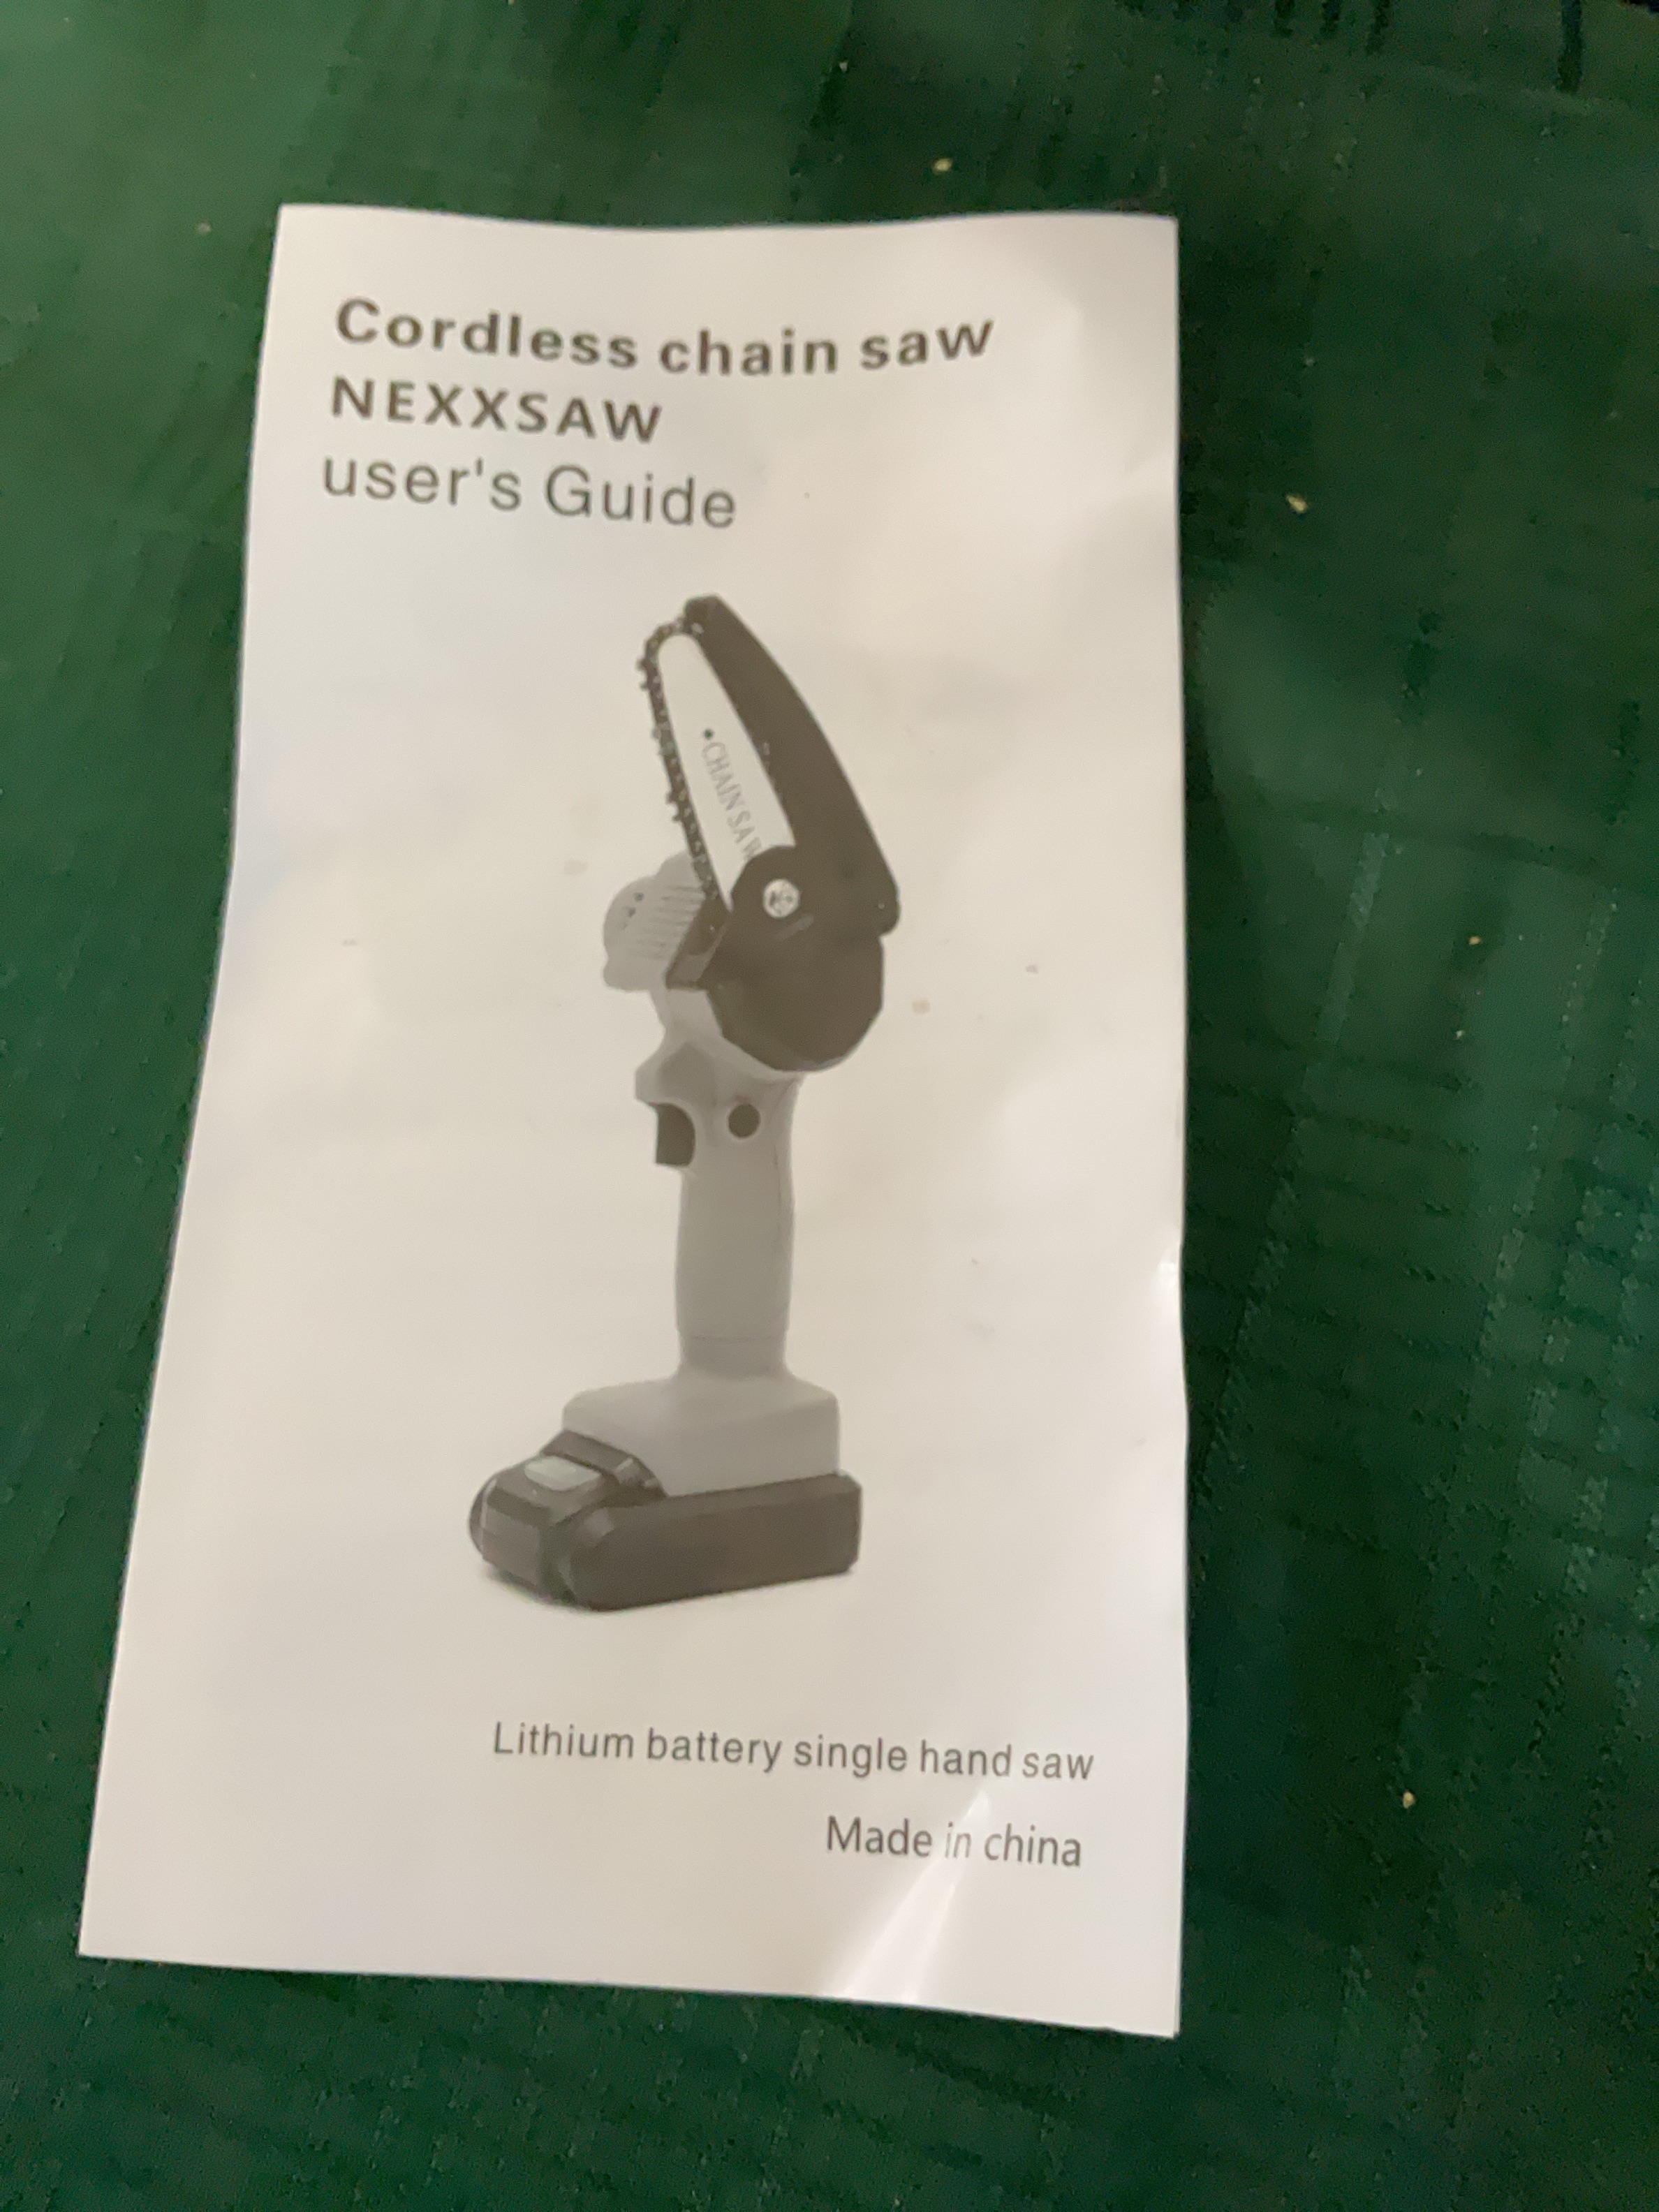 Cordless chain saw
NEXXSAW
user's Guide
CHAIN SAW
Lithium battery single hand saw
Made in china